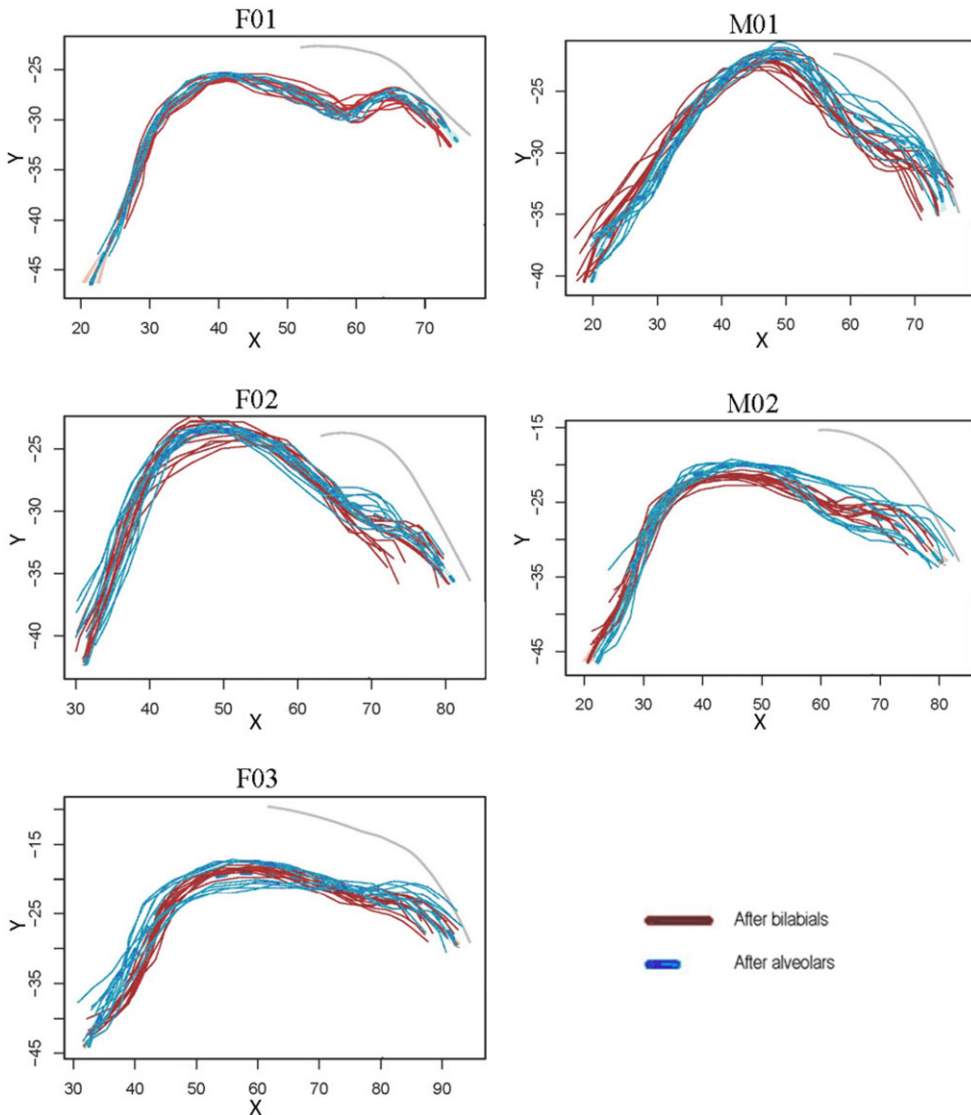 F01
-25
-30
-35
-40
-45
Y
20 30 40 50 60 70
X
M01
-25
-30
-35
-40
Y
20 30 40 50 60 70
X
F02
-25
-30
-35
-40
Y
30 40 50 60 70 80
X
M02
-15
-25
-35
-45
Y
20 30 40 50 60 70 80
X
F03
-15
-25
-35
-45
Y
30 40 50 60 70 80 90
X
After bilabials
After alveolars